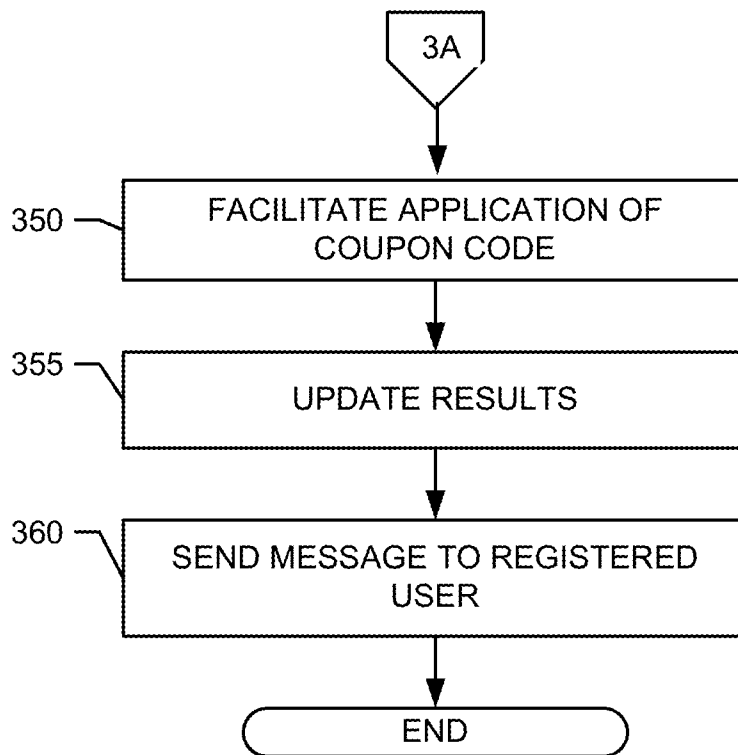 3A
350
FACILITATE APPLICATION OF
COUPON CODE
355
UPDATE RESULTS
360
SEND MESSAGE TO REGISTERED
USER
END